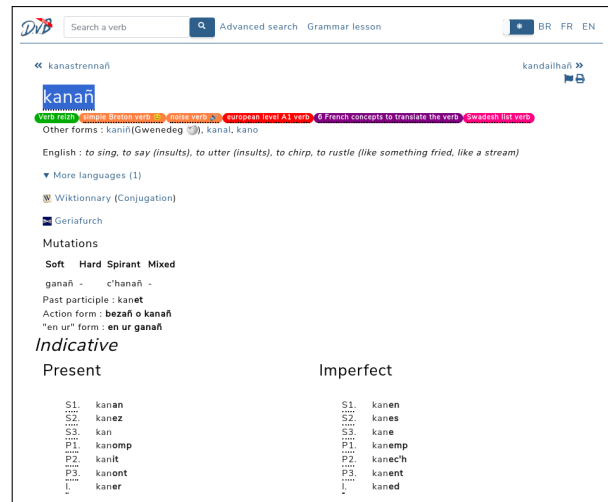 DVB Search a verb Advanced search Grammar lesson BR FR EN
« kanastrennañ kandailhañ »
kanañ
Verb reizh simple Breton verb noise verb european level A1 verb 6 French concepts to translate the verb Swadesh list verb
Other forms : kaniñ(Gwenedeg ), kanal, kano
English : to sing, to say (insults), to utter (insults), to chirp, to rustle (like something fried, like a stream)
▼ More languages (1)
W Wiktionnary (Conjugation)
Geriafurch
Mutations
Soft Hard Spirant Mixed
ganañ - c'hanañ -
Past participle : kanet
Action form : bezañ o kanañ
"en ur" form : en ur ganañ
Indicative
Present
S1. kanan
S2. kanez
S3. kan
P1. kanomp
P2. kanit
P3. kanont
I. kaner
Imperfect
S1. kanen
S2. kanes
S3. kane
P1. kanemp
P2. kanec'h
P3. kanent
I. kaned